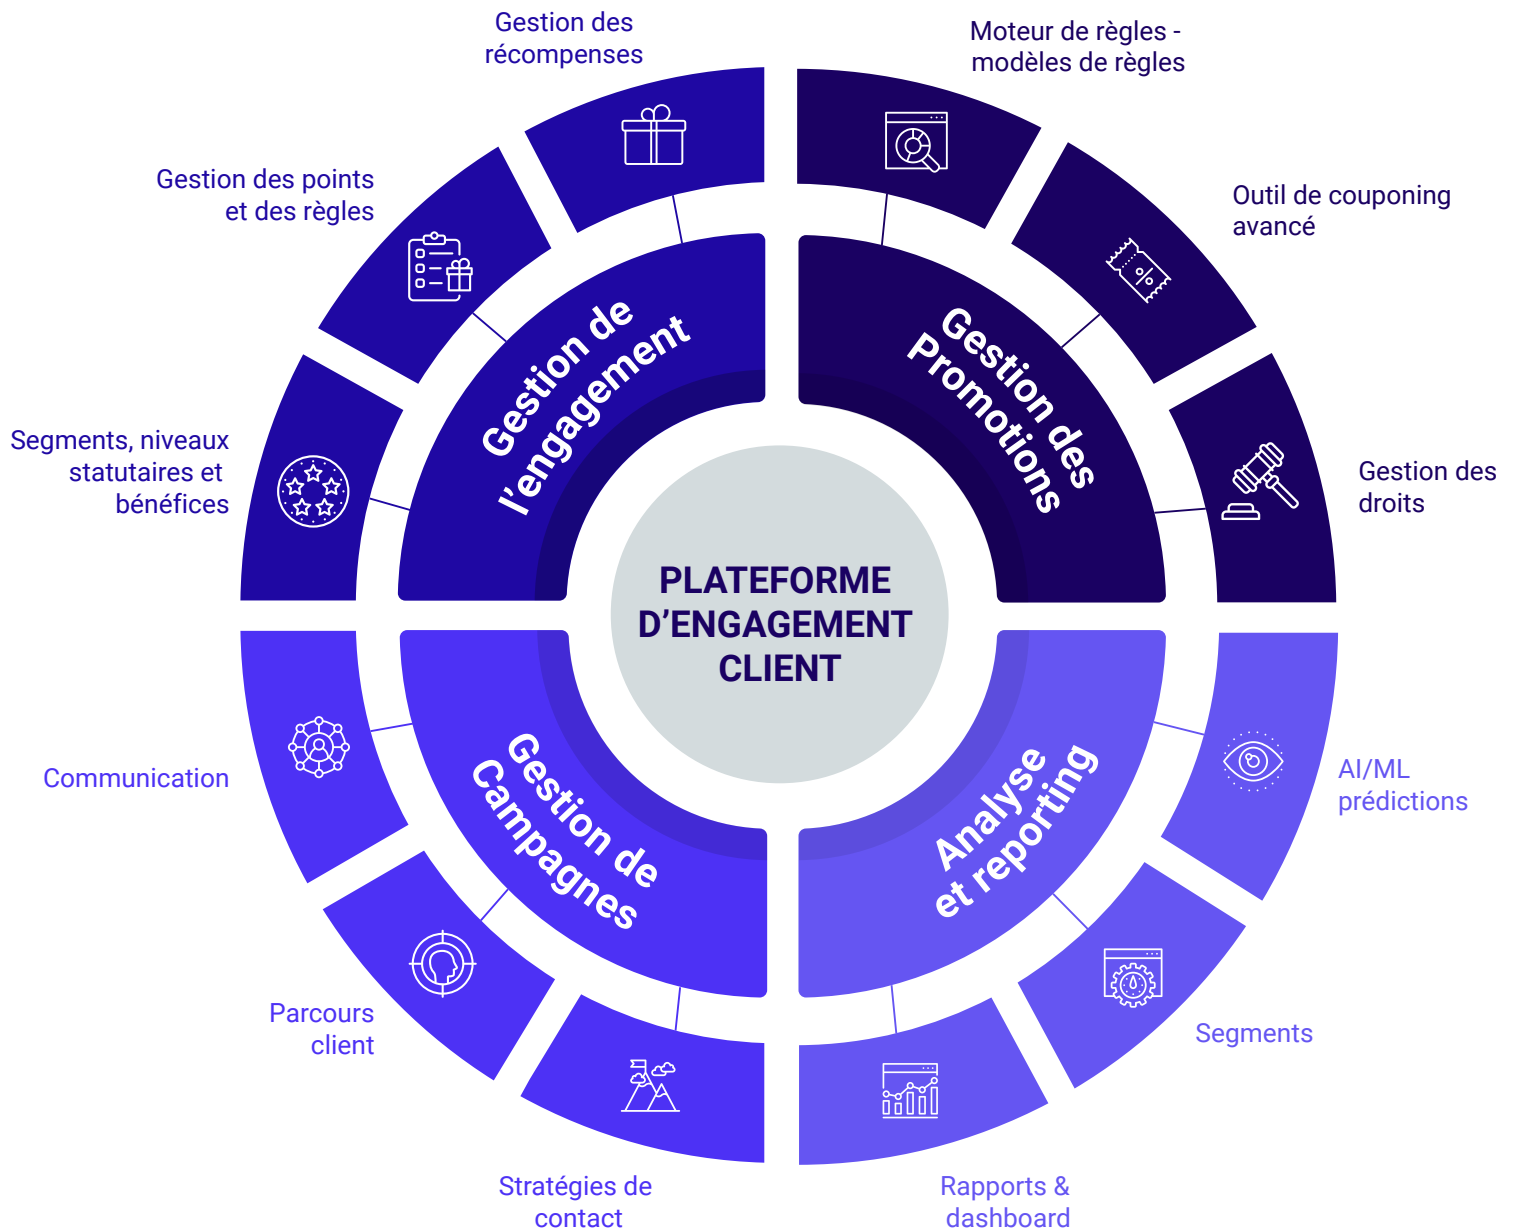 Gestion des
récompenses
Moteur de règles -
modèles de règles
Gestion des points
et des règles
Outil de couponing
avancé
Segments, niveaux
statutaires et
bénéfices
Gestion des
droits
Gestion de
l'engagement
Gestion des
Promotions
PLATEFORME
D’ENGAGEMENT
CLIENT
Gestion de
Campagnes
Analyse
et reporting
Communication
AI/ML
prédictions
Parcours
client
Segments
Stratégies de
contact
Rapports &
dashboard